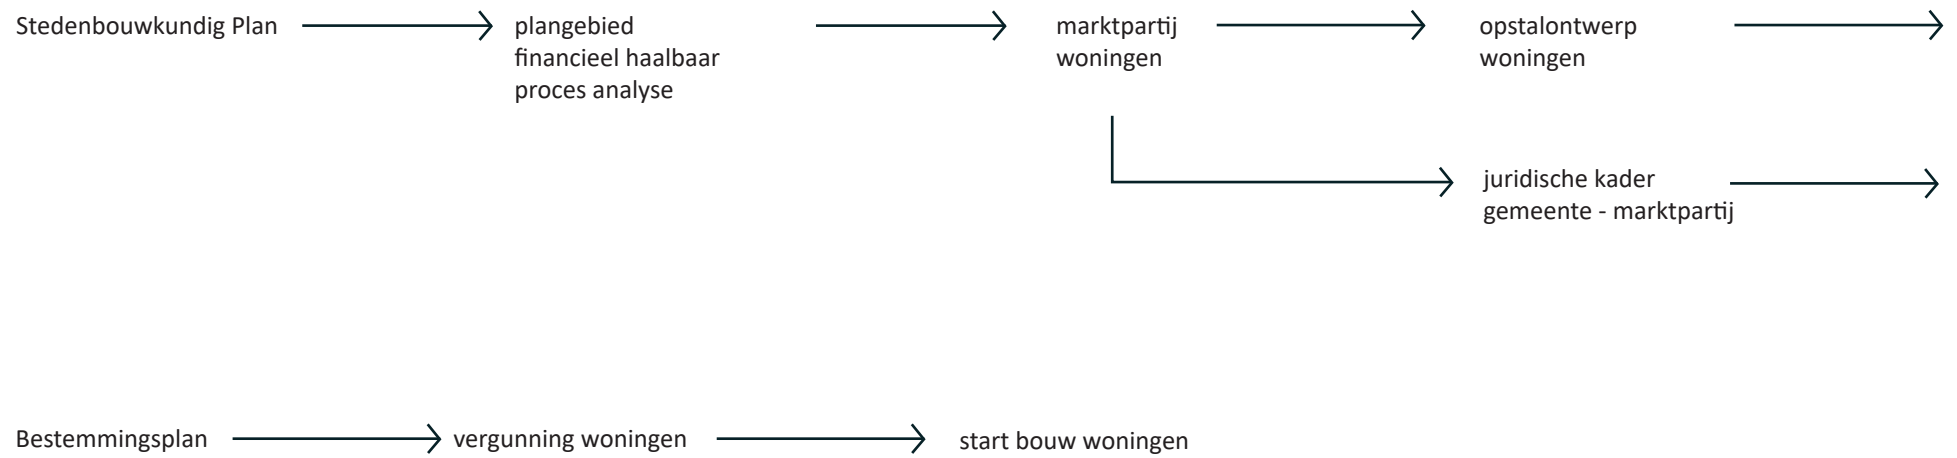 Stedenbouwkundig Plan
plangebied
financieel haalbaar
proces analyse
marktpartij
woningen
opstalontwerp
woningen
juridische kader
gemeente - marktpartij
Bestemmingsplan
vergunning woningen
start bouw woningen